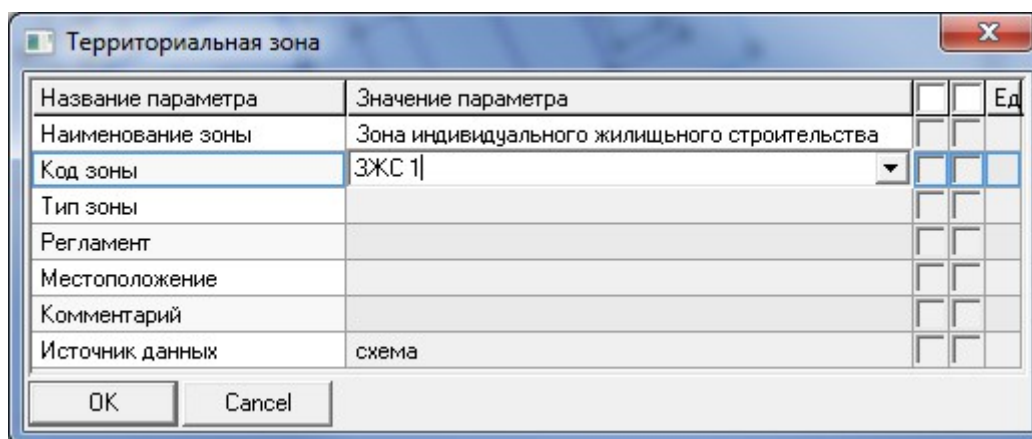 Территориальная зона
Название параметра Значение параметра Ед
Наименование зоны Зона индивидуального жилищьного строительства
Код зоны ЗЖС 1
Тип зоны
Регламент
Местоположение
Комментарий
Источник данных схема
OK Cancel